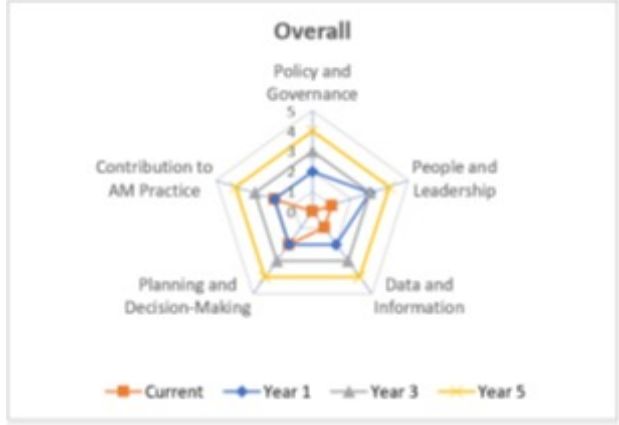 Overall
Policy and
Governance
5
4
3
2
1
0
Contribution to
AM Practice
People and
Leadership
Planning and
Decision-Making
Data and
Information
Current
Year 1
Year 3
Year 5